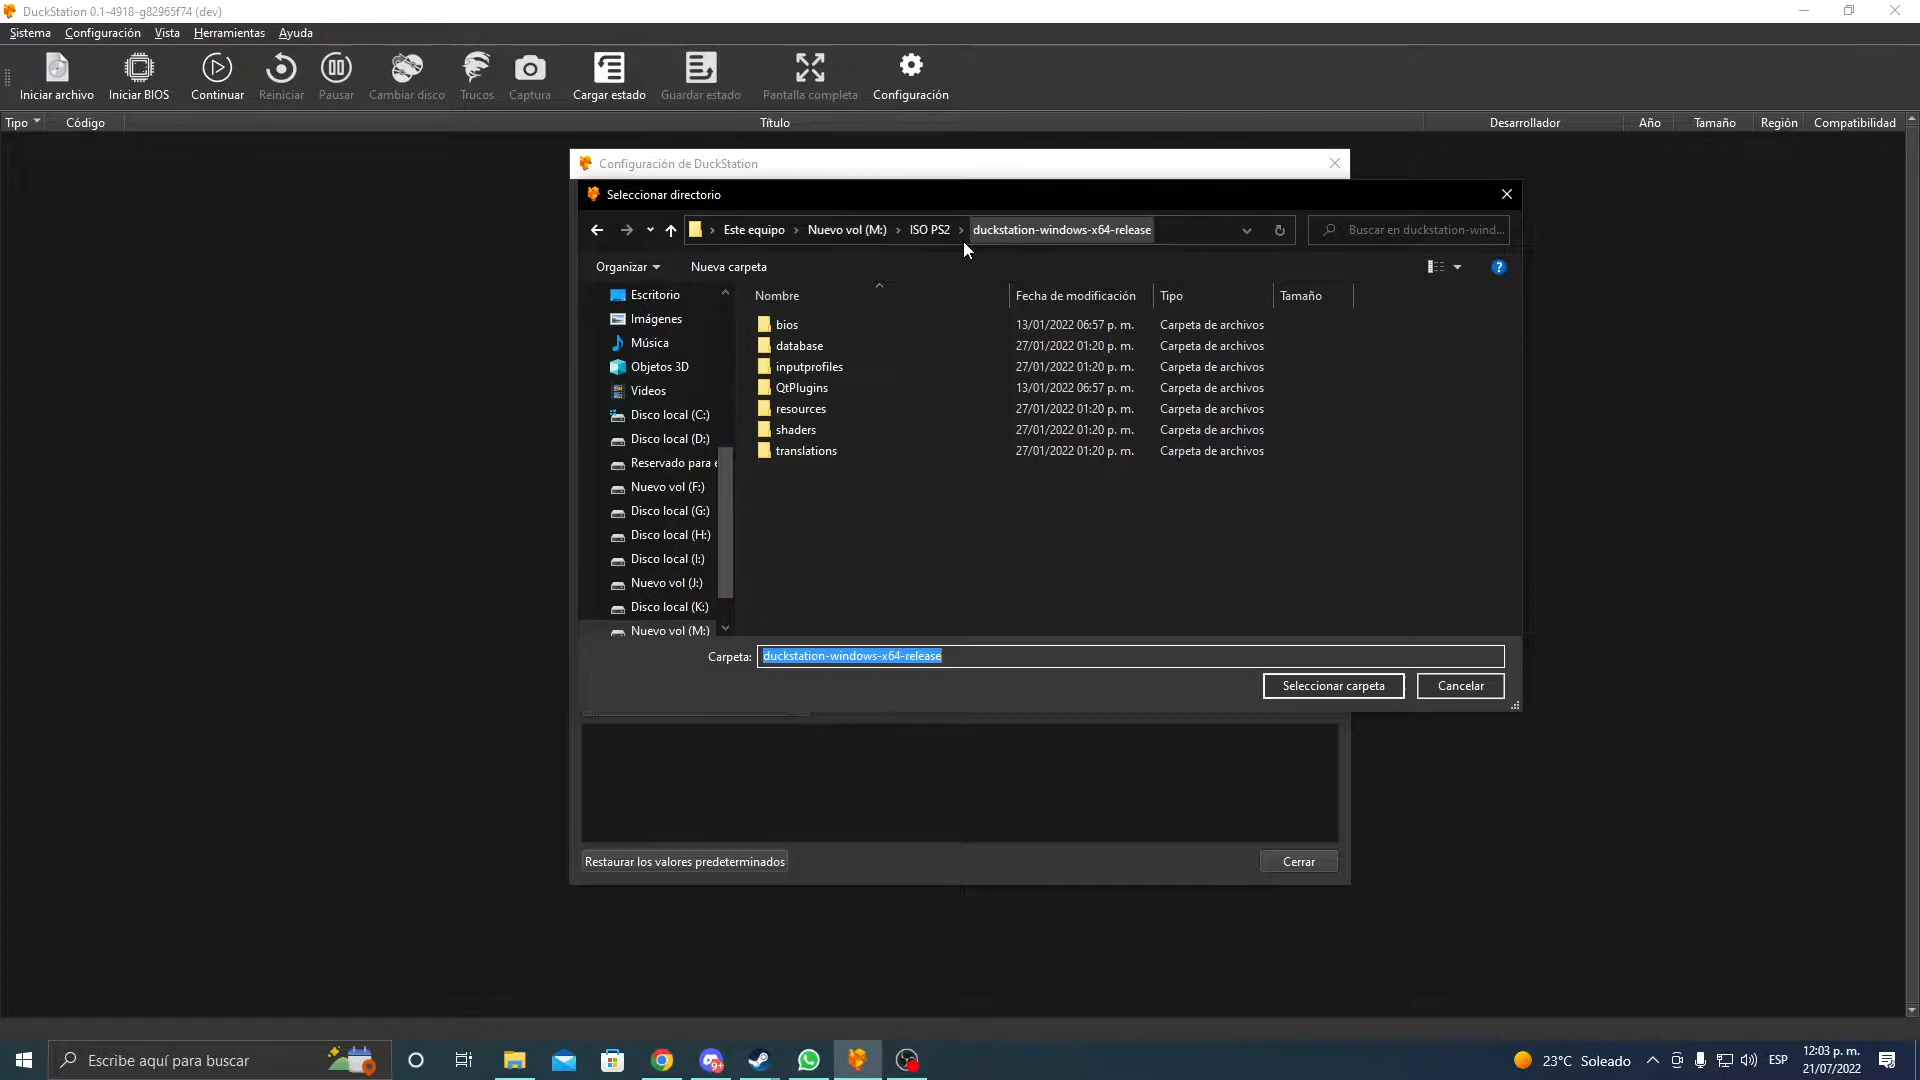 DuckStation 0.1-4918-g82965f74 (dev)
Sistema Configuración Vista Herramientas Ayuda
Iniciar archivo Iniciar BIOS Continuar Reiniciar Pausar Cambiar disco Trucos Captura Cargar estado Guardar estado Pantalla completa Configuración
Tipo Código Título Desarrollador Año Tamaño Región Compatibilidad
Configuración de DuckStation
Seleccionar directorio
Este equipo Nuevo vol (M:) ISO PS2 duckstation-windows-x64-release Buscar en duckstation-wind...
Organizar Nueva carpeta
Nombre Fecha de modificación Tipo Tamaño
Escritorio
Imágenes
Música
Objetos 3D
Videos
Disco local (C:)
Disco local (D:)
Reservado para e
Nuevo vol (F:)
Disco local (G:)
Disco local (H:)
Disco local (I:)
Nuevo vol (J:)
Disco local (K:)
Nuevo vol (M:)
bios 13/01/2022 06:57 p. m. Carpeta de archivos
database 27/01/2022 01:20 p. m. Carpeta de archivos
inputprofiles 27/01/2022 01:20 p. m. Carpeta de archivos
QtPlugins 13/01/2022 06:57 p. m. Carpeta de archivos
resources 27/01/2022 01:20 p. m. Carpeta de archivos
shaders 27/01/2022 01:20 p. m. Carpeta de archivos
translations 27/01/2022 01:20 p. m. Carpeta de archivos
Carpeta: duckstation-windows-x64-release
Seleccionar carpeta Cancelar
Restaurar los valores predeterminados Cerrar
Escribe aquí para buscar
9+
23°C Soleado
ESP
12:03 p. m.
21/07/2022